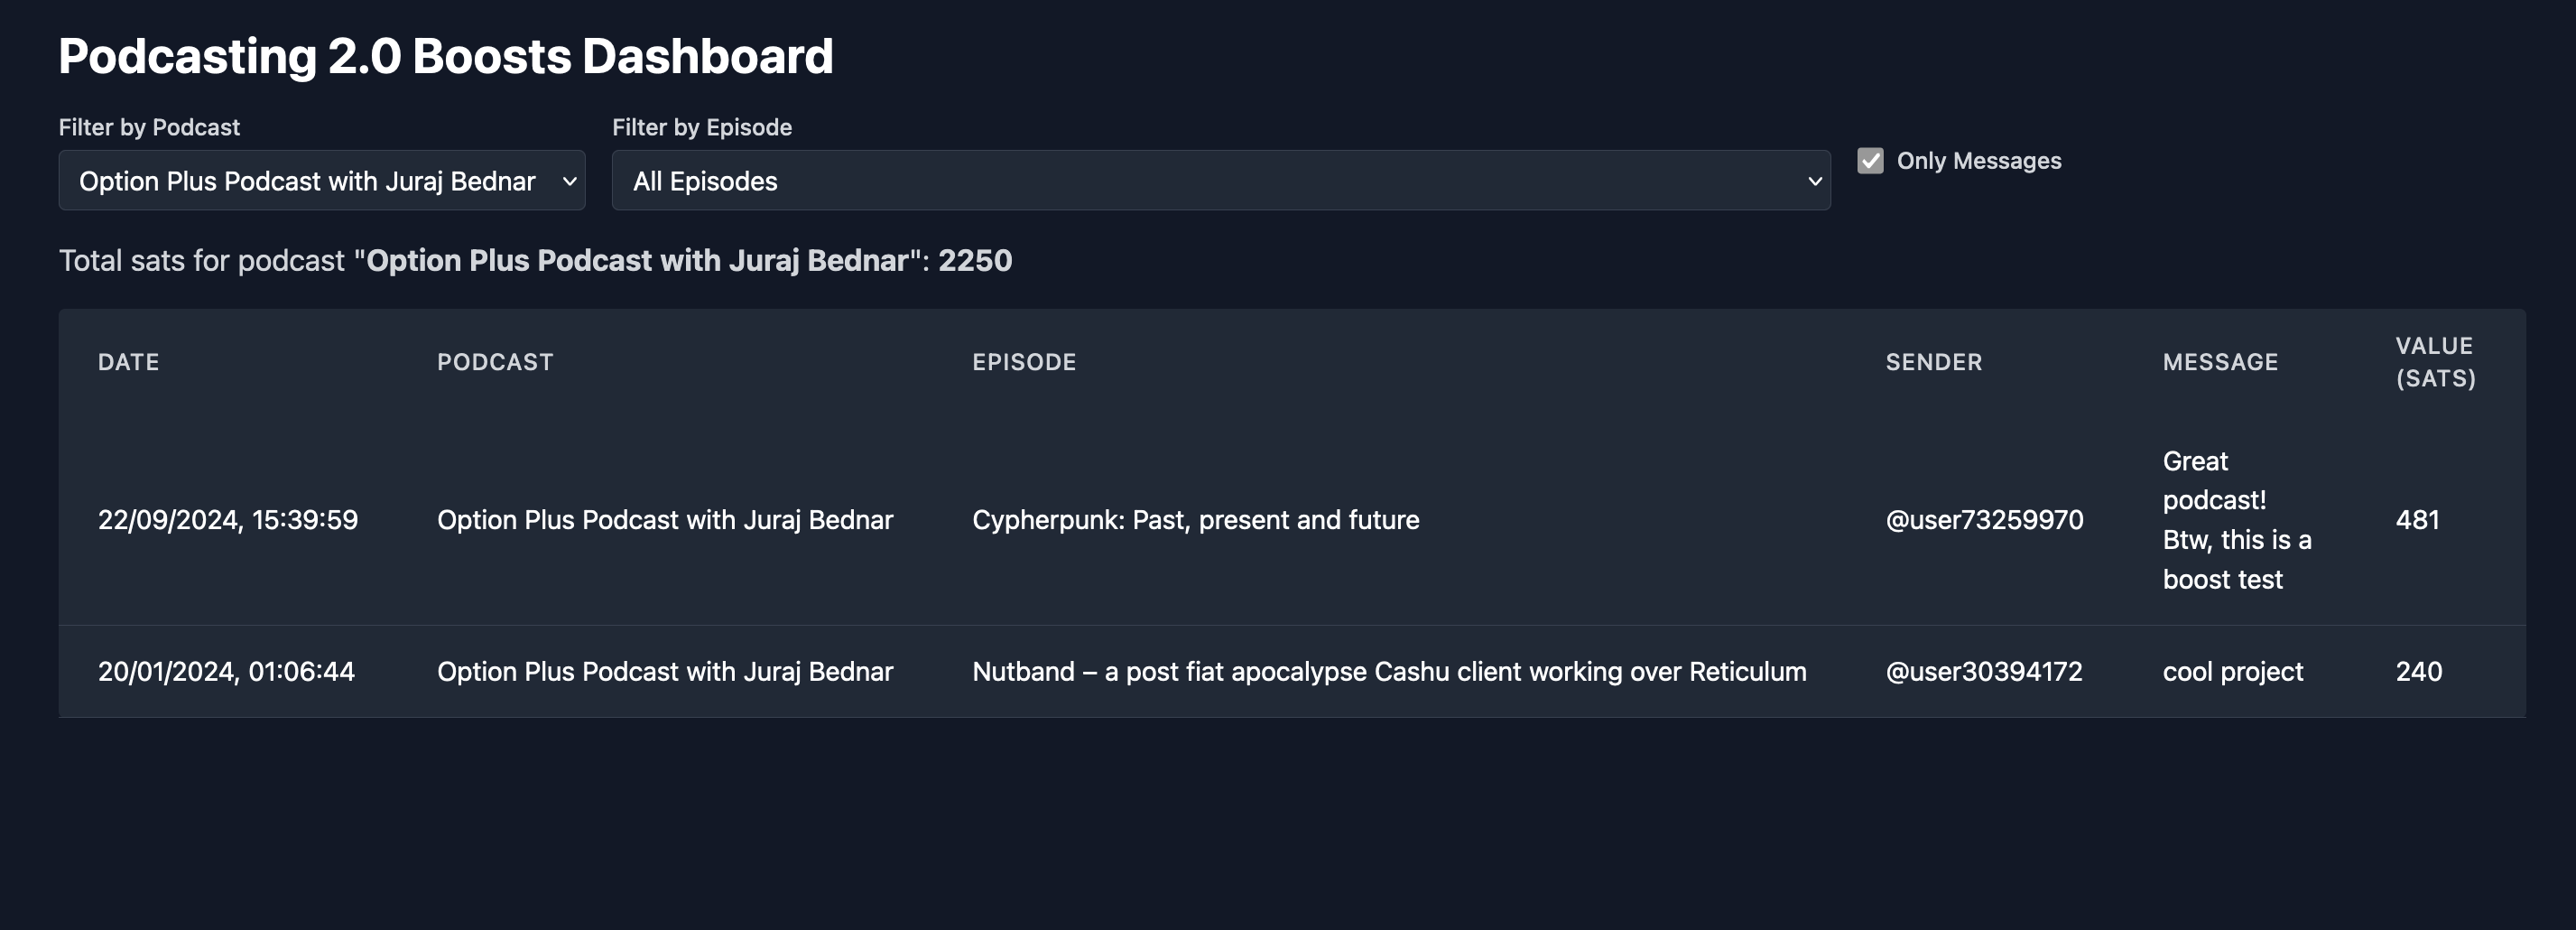 Podcasting 2.0 Boosts Dashboard
Filter by Podcast
Filter by Episode
Option Plus Podcast with Juraj Bednar
All Episodes
Only Messages
Total sats for podcast "Option Plus Podcast with Juraj Bednar": 2250
DATE PODCAST EPISODE SENDER MESSAGE VALUE
(SATS)
22/09/2024, 15:39:59 Option Plus Podcast with Juraj Bednar Cypherpunk: Past, present and future @user73259970
Great
podcast!
Btw, this is a
boost test
481
20/01/2024, 01:06:44 Option Plus Podcast with Juraj Bednar Nutband – a post fiat apocalypse Cashu client working over Reticulum @user30394172 cool project 240